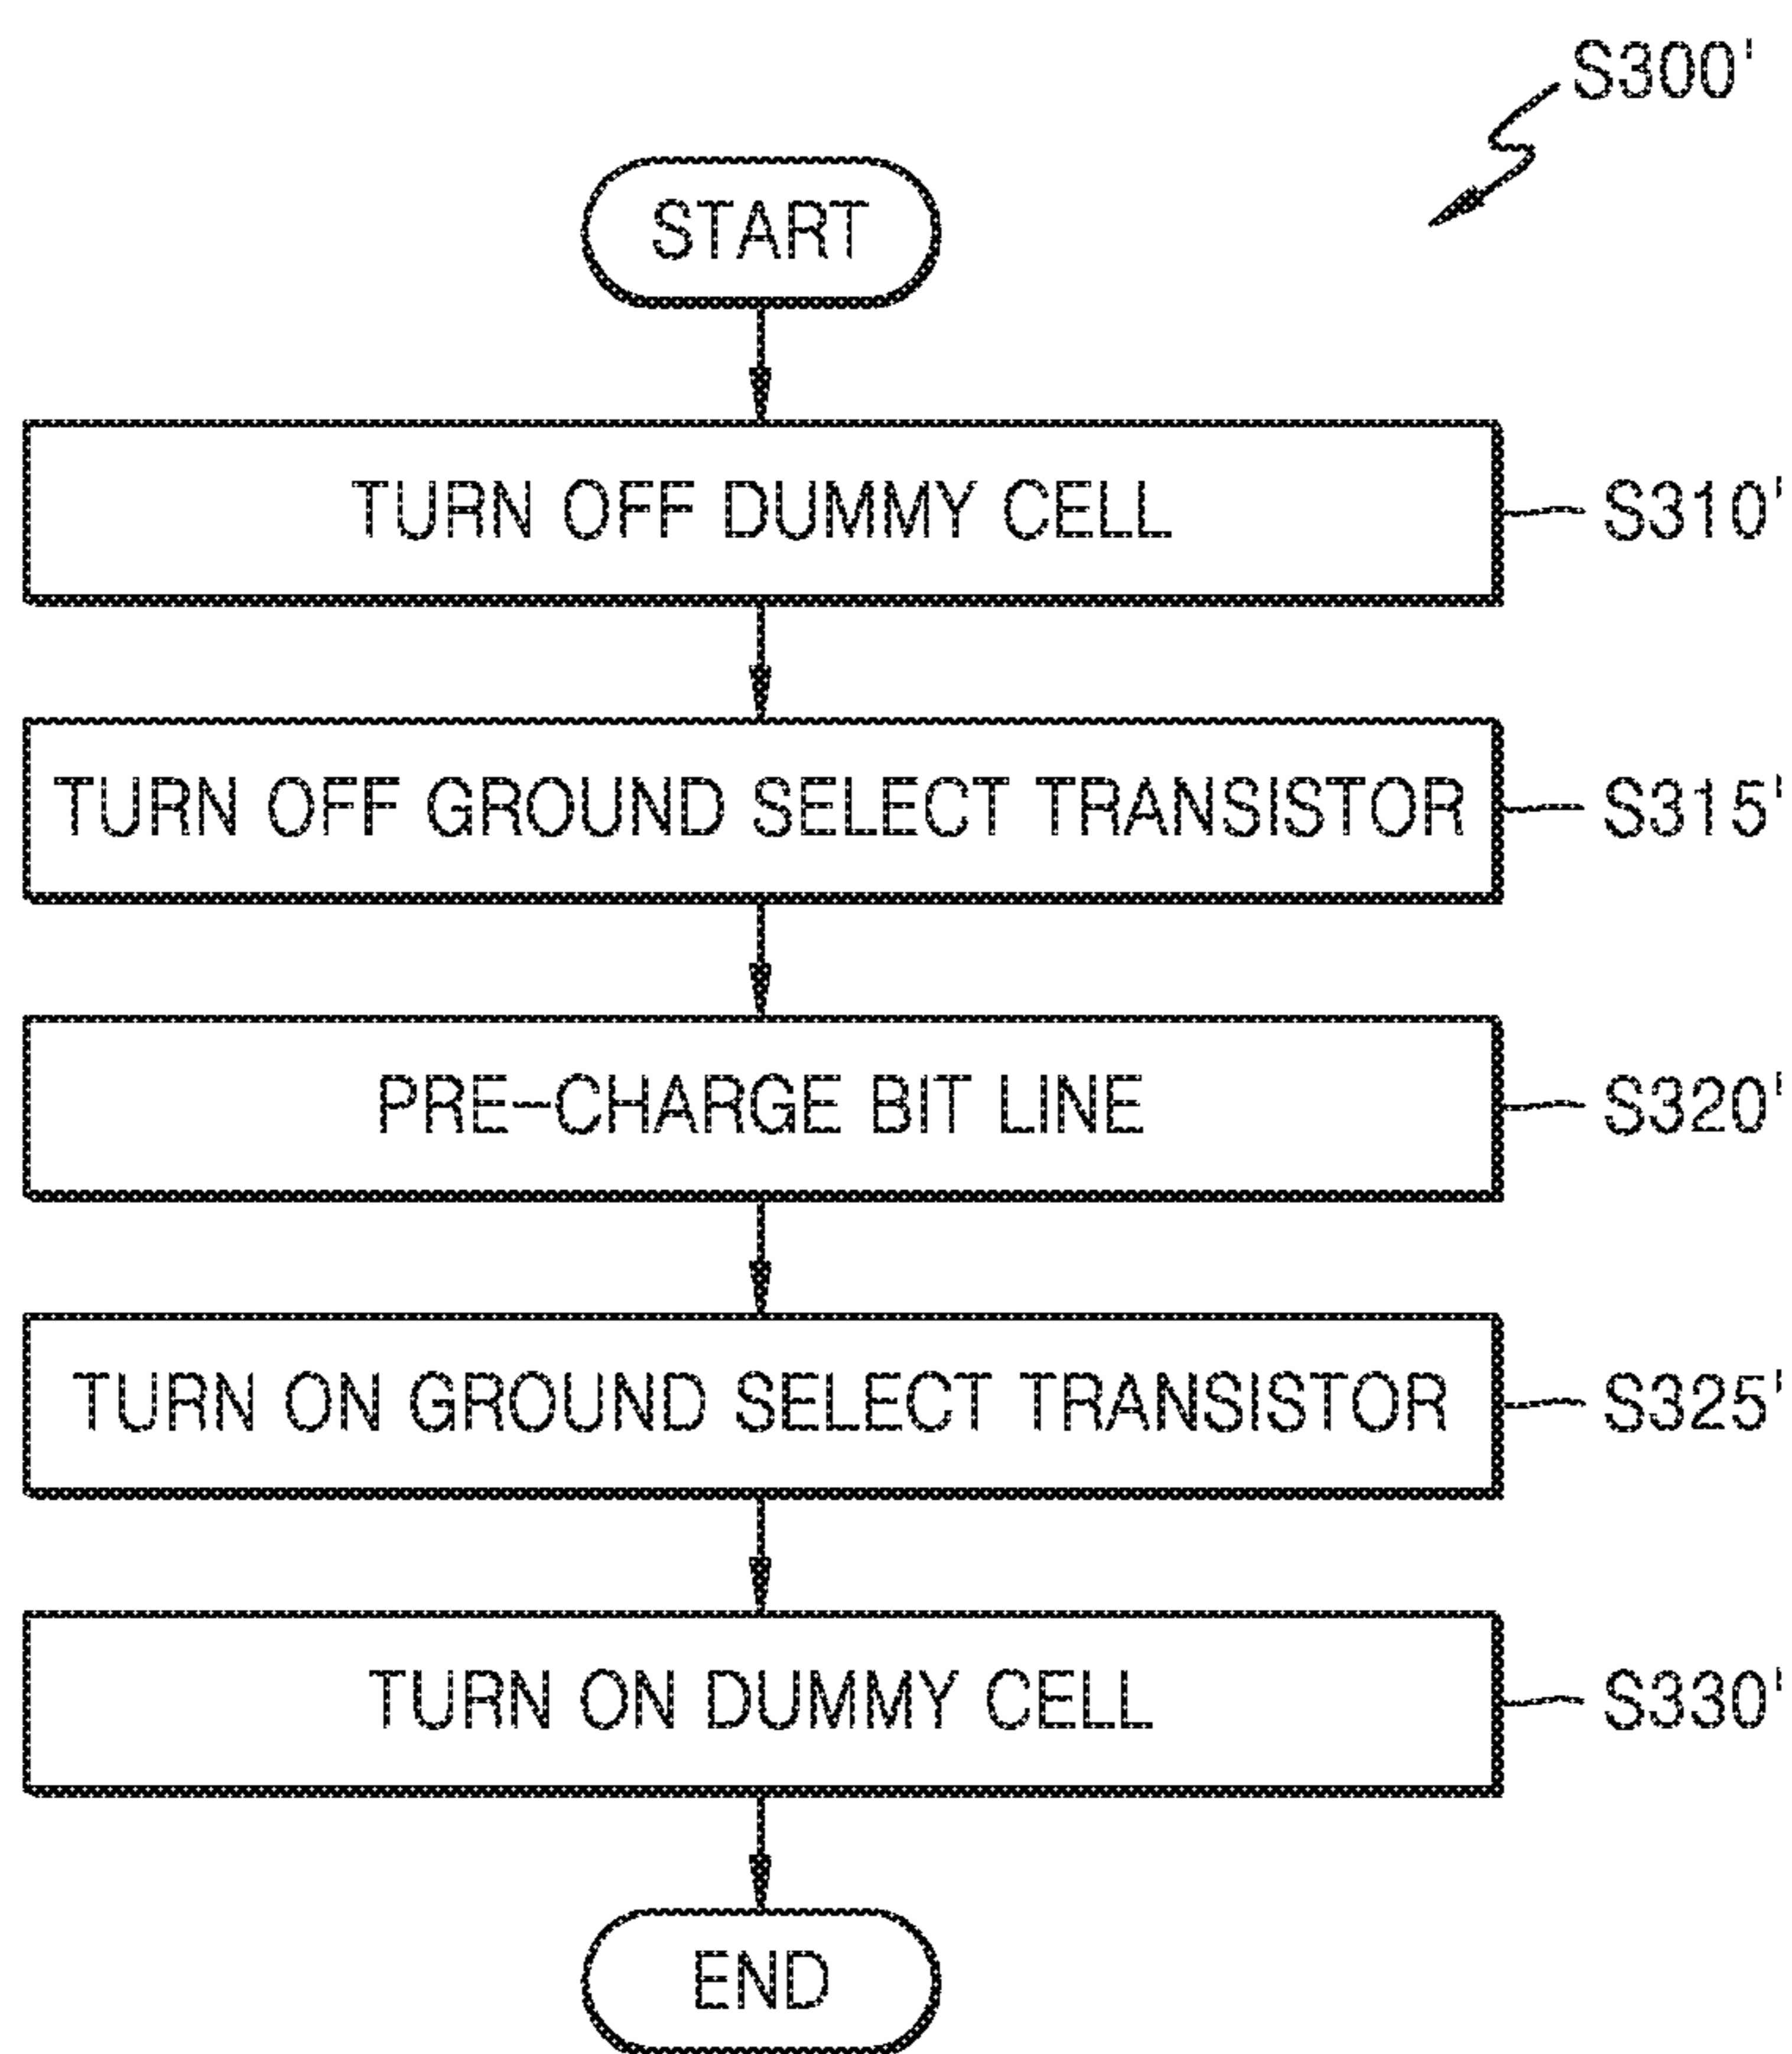 S300'
START
TURN OFF DUMMY CELL
S310'
TURN OFF GROUND SELECT TRANSISTOR
S315'
PRE-CHARGE BIT LINE
S320'
TURN ON GROUND SELECT TRANSISTOR
S325'
TURN ON DUMMY CELL
S330'
END